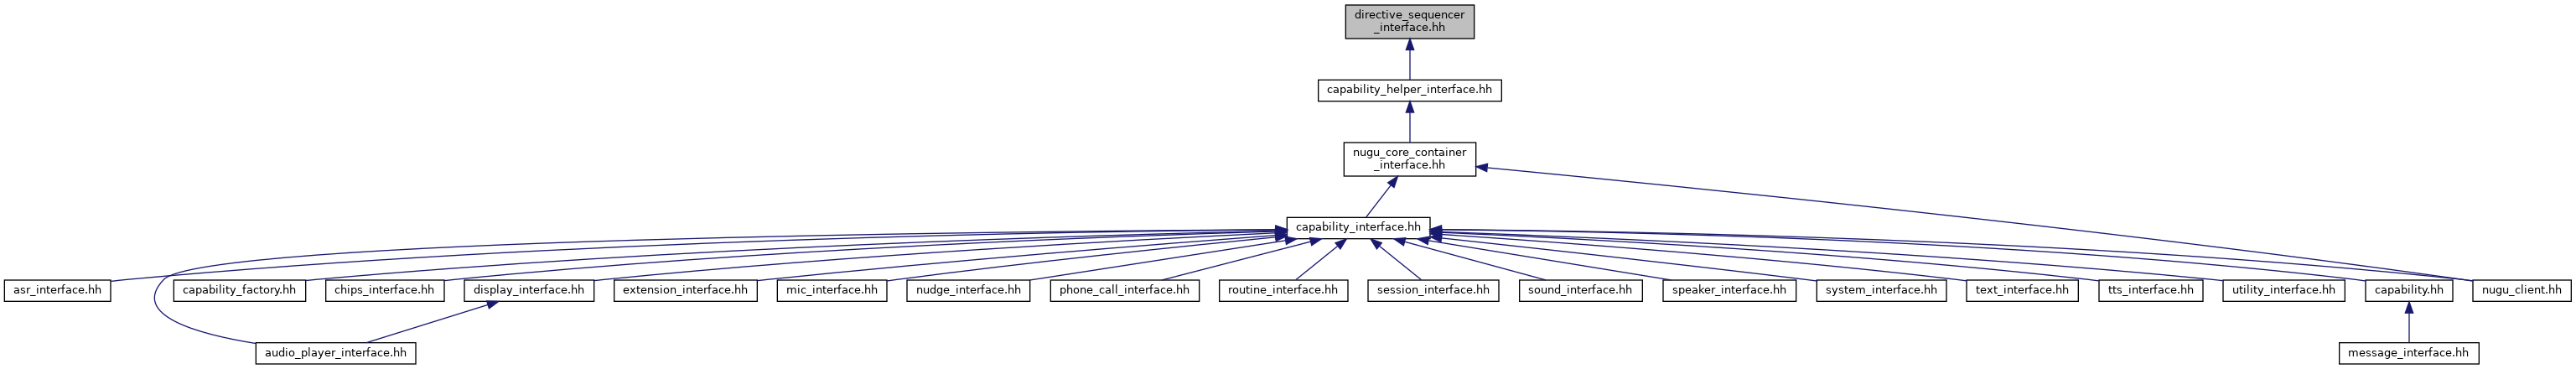 directive_sequencer
_interface.hh
capability_helper_interface.hh
nugu_core_container
_interface.hh
capability_interface.hh
asr_interface.hh
capability_factory.hh
chips_interface.hh
display_interface.hh
extension_interface.hh
mic_interface.hh
nudge_interface.hh
phone_call_interface.hh
routine_interface.hh
session_interface.hh
sound_interface.hh
speaker_interface.hh
system_interface.hh
text_interface.hh
tts_interface.hh
utility_interface.hh
capability.hh
nugu_client.hh
audio_player_interface.hh
message_interface.hh